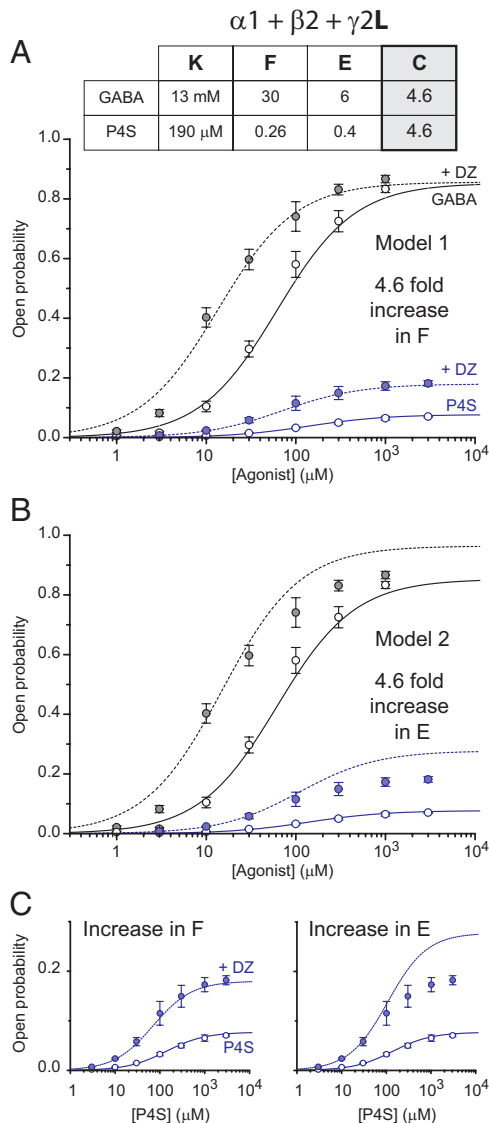 α1 + β2 + γ2L
A
K F E C
GABA 13 mM 30 6 4.6
P4S 190 μM 0.26 0.4 4.6
1.0
0.8
0.6
0.4
0.2
0.0
Open probability
+ DZ
GABA
Model 1
4.6 fold
increase
in F
+ DZ
P4S
1 10 100 10³ 10⁴
[Agonist] (μM)
B
1.0
0.8
0.6
0.4
0.2
0.0
Open probability
Model 2
4.6 fold
increase
in E
1 10 100 10³ 10⁴
[Agonist] (μM)
C
Increase in F
Open probability
0.2
0.0
+ DZ
P4S
1 10 100 10³ 10⁴
[P4S] (μM)
Increase in E
1 10 100 10³ 10⁴
[P4S] (μM)